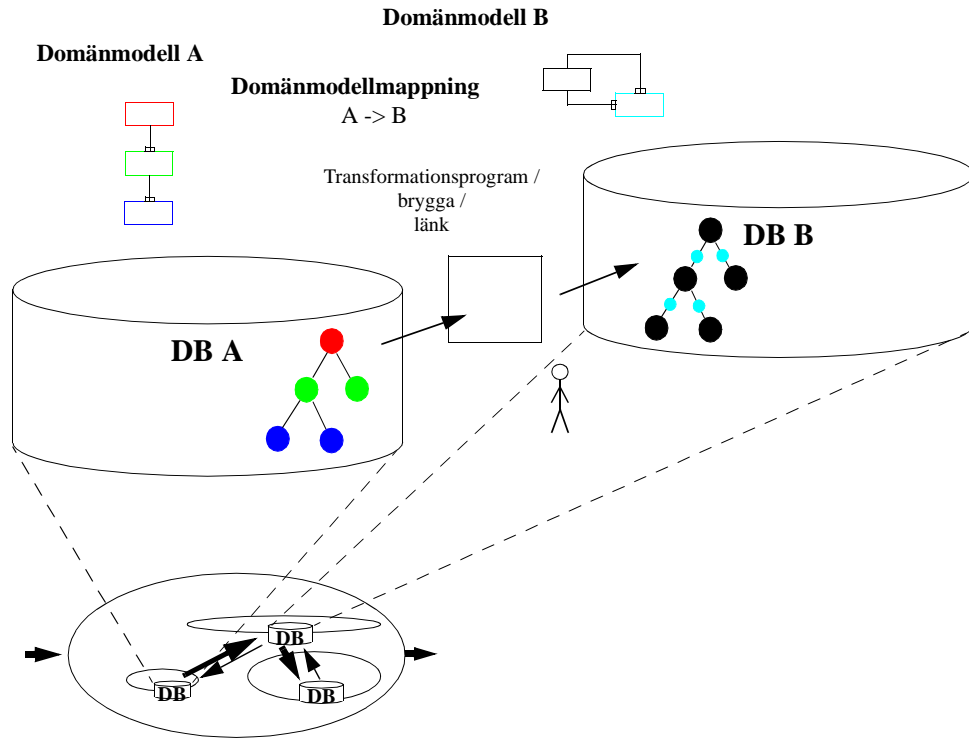 Domänmodell B
Domänmodell A
Domänmodellmappning
A -> B
Transformationsprogram /
brygga /
länk
DB B
DB A
DB
DB
DB